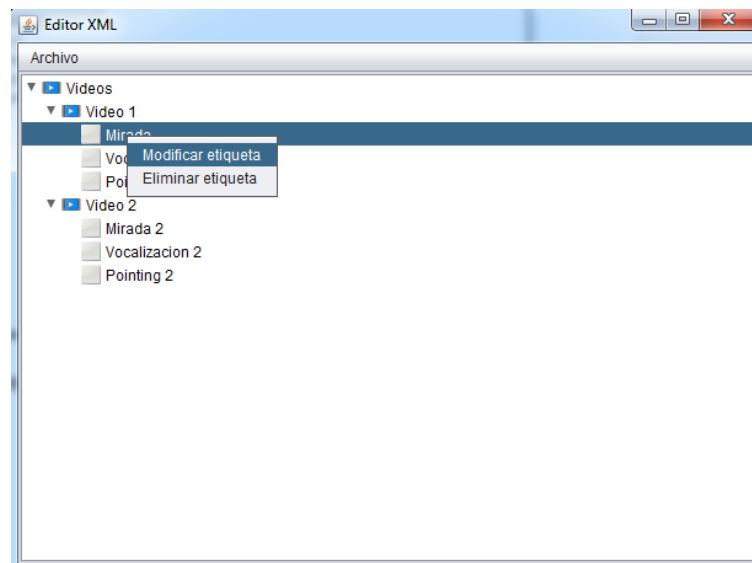 Editor XML
Archivo
Videos
Video 1
Mirada
Modificar etiqueta
Eliminar etiqueta
Video 2
Mirada 2
Vocalizacion 2
Pointing 2